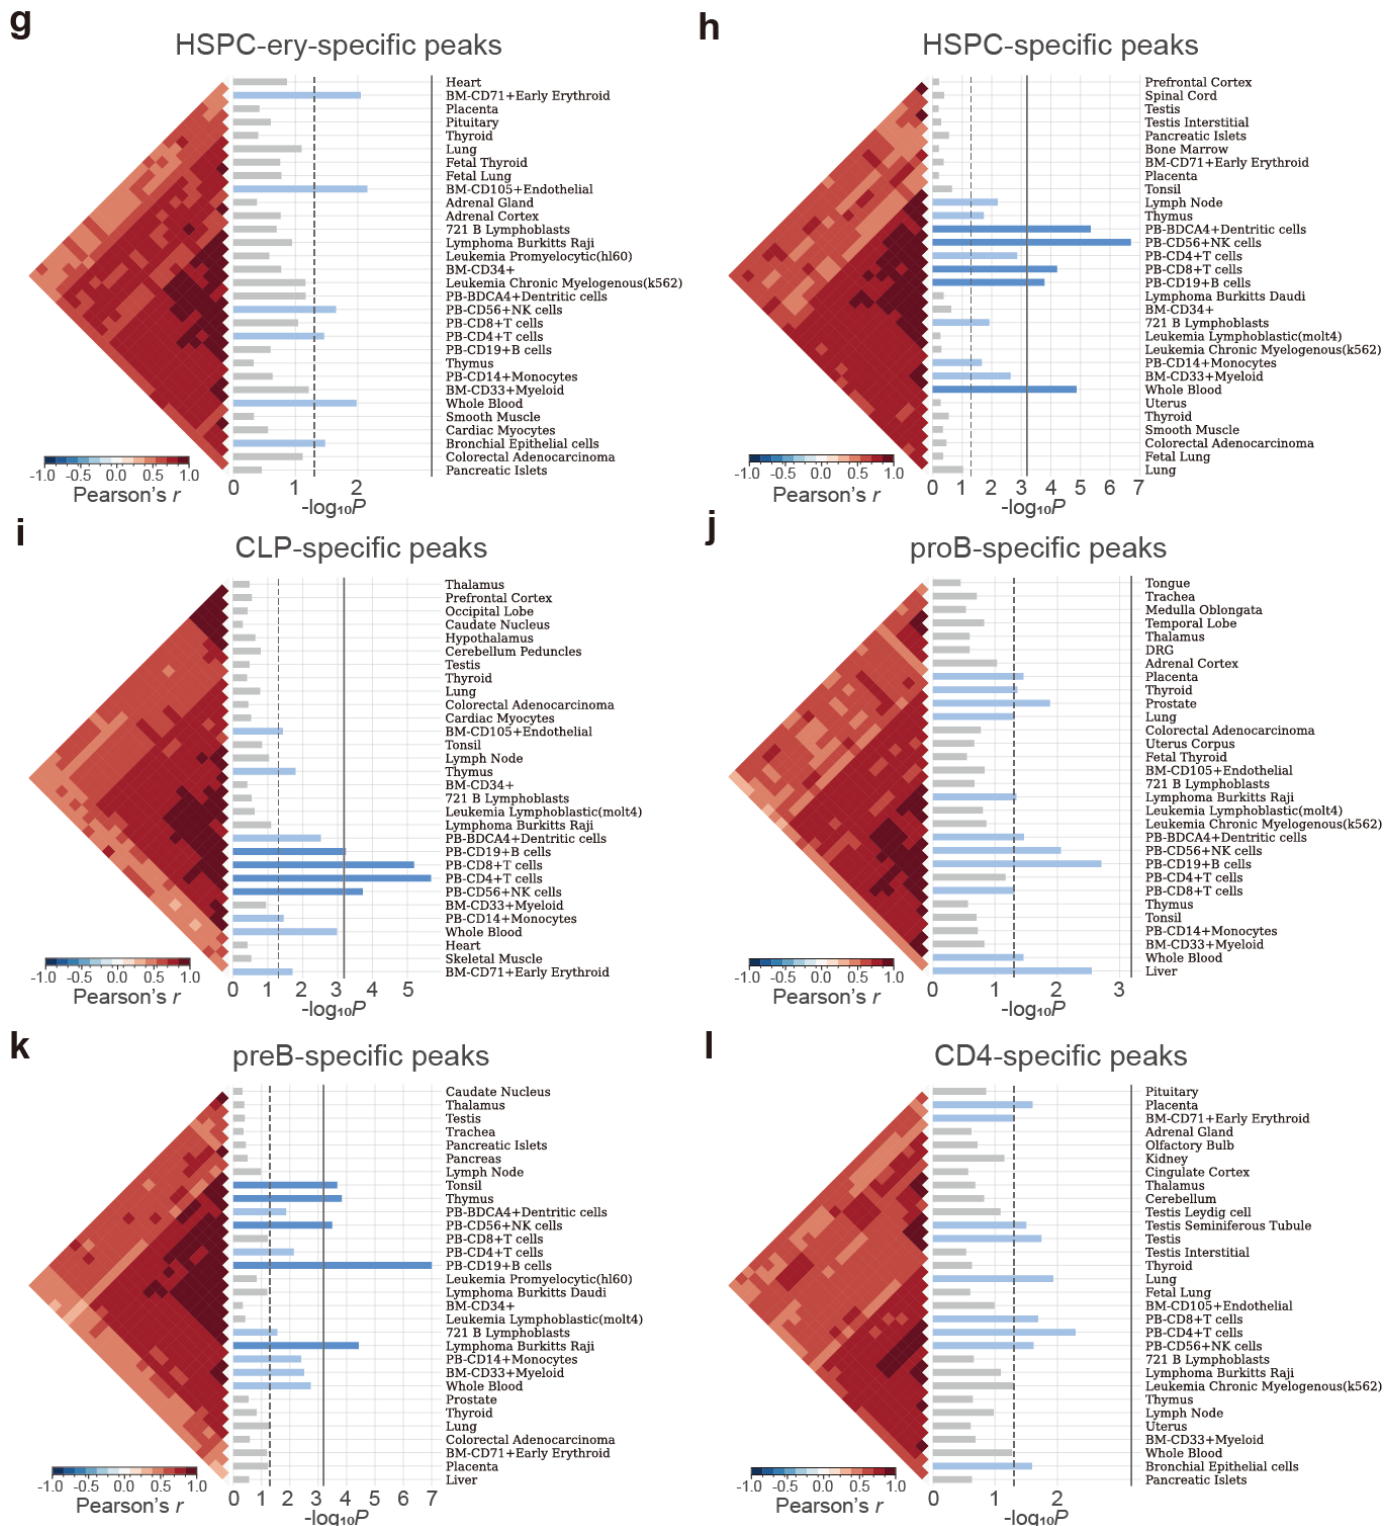 g
HSPC-ery-specific peaks
Heart
BM-CD71+Early Erythroid
Placenta
Pituitary
Thyroid
Lung
Fetal Thyroid
Fetal Lung
BM-CD105+Endothelial
Adrenal Gland
Adrenal Cortex
721 B Lymphoblasts
Lymphoma Burkitts Raji
Leukemia Promyelocytic(hl60)
BM-CD34+
Leukemia Chronic Myelogenous(k562)
PB-BDCA4+Dentritic cells
PB-CD56+NK cells
PB-CD8+T cells
PB-CD4+T cells
PB-CD19+B cells
Thymus
PB-CD14+Monocytes
BM-CD33+Myeloid
Whole Blood
Smooth Muscle
Cardiac Myocytes
Bronchial Epithelial cells
Colorectal Adenocarcinoma
Pancreatic Islets
-1.0 -0.5 0.0 0.5 1.0
Pearson's r
0 1 2
-log₁₀P
h
HSPC-specific peaks
Prefrontal Cortex
Spinal Cord
Testis
Testis Interstitial
Pancreatic Islets
Bone Marrow
BM-CD71+Early Erythroid
Placenta
Tonsil
Lymph Node
Thymus
PB-BDCA4+Dentritic cells
PB-CD56+NK cells
PB-CD4+T cells
PB-CD8+T cells
PB-CD19+B cells
Lymphoma Burkitts Daudi
BM-CD34+
721 B Lymphoblasts
Leukemia Lymphoblastic(molt4)
Leukemia Chronic Myelogenous(k562)
PB-CD14+Monocytes
BM-CD33+Myeloid
Whole Blood
Uterus
Thyroid
Smooth Muscle
Colorectal Adenocarcinoma
Fetal Lung
Lung
-1.0 -0.5 0.0 0.5 1.0
Pearson's r
0 1 2 3 4 5 6 7
-log₁₀P
i
CLP-specific peaks
Thalamus
Prefrontal Cortex
Occipital Lobe
Caudate Nucleus
Hypothalamus
Cerebellum Peduncles
Testis
Thyroid
Lung
Colorectal Adenocarcinoma
Cardiac Myocytes
BM-CD105+Endothelial
Tonsil
Lymph Node
Thymus
BM-CD34+
721 B Lymphoblasts
Leukemia Lymphoblastic(molt4)
Lymphoma Burkitts Raji
PB-BDCA4+Dentritic cells
PB-CD19+B cells
PB-CD8+T cells
PB-CD4+T cells
PB-CD56+NK cells
BM-CD33+Myeloid
PB-CD14+Monocytes
Whole Blood
Heart
Skeletal Muscle
BM-CD71+Early Erythroid
-1.0 -0.5 0.0 0.5 1.0
Pearson's r
0 1 2 3 4 5
-log₁₀P
j
proB-specific peaks
Tongue
Trachea
Medulla Oblongata
Temporal Lobe
Thalamus
DRG
Adrenal Cortex
Placenta
Thyroid
Prostate
Lung
Colorectal Adenocarcinoma
Uterus Corpus
Fetal Thyroid
BM-CD105+Endothelial
721 B Lymphoblasts
Lymphoma Burkitts Raji
Leukemia Lymphoblastic(molt4)
Leukemia Chronic Myelogenous(k562)
PB-BDCA4+Dentritic cells
PB-CD56+NK cells
PB-CD19+B cells
PB-CD4+T cells
PB-CD8+T cells
Thymus
Tonsil
PB-CD14+Monocytes
BM-CD33+Myeloid
Whole Blood
Liver
-1.0 -0.5 0.0 0.5 1.0
Pearson's r
0 1 2 3
-log₁₀P
k
preB-specific peaks
Caudate Nucleus
Thalamus
Testis
Trachea
Pancreatic Islets
Pancreas
Lymph Node
Tonsil
Thymus
PB-BDCA4+Dentritic cells
PB-CD56+NK cells
PB-CD8+T cells
PB-CD4+T cells
PB-CD19+B cells
Leukemia Promyelocytic(hl60)
Lymphoma Burkitts Daudi
BM-CD34+
Leukemia Lymphoblastic(molt4)
721 B Lymphoblasts
Lymphoma Burkitts Raji
PB-CD14+Monocytes
BM-CD33+Myeloid
Whole Blood
Prostate
Thyroid
Lung
Colorectal Adenocarcinoma
BM-CD71+Early Erythroid
Placenta
Liver
-1.0 -0.5 0.0 0.5 1.0
Pearson's r
0 1 2 3 4 5 6 7
-log₁₀P
l
CD4-specific peaks
Pituitary
Placenta
BM-CD71+Early Erythroid
Adrenal Gland
Olfactory Bulb
Kidney
Cingulate Cortex
Thalamus
Cerebellum
Testis Leydig cell
Testis Seminiferous Tubule
Testis
Testis Interstitial
Thyroid
Lung
Fetal Lung
BM-CD105+Endothelial
PB-CD8+T cells
PB-CD4+T cells
PB-CD56+NK cells
721 B Lymphoblasts
Lymphoma Burkitts Raji
Leukemia Chronic Myelogenous(k562)
Thymus
Lymph Node
Uterus
BM-CD33+Myeloid
Whole Blood
Bronchial Epithelial cells
Pancreatic Islets
-1.0 -0.5 0.0 0.5 1.0
Pearson's r
0 1 2
-log₁₀P